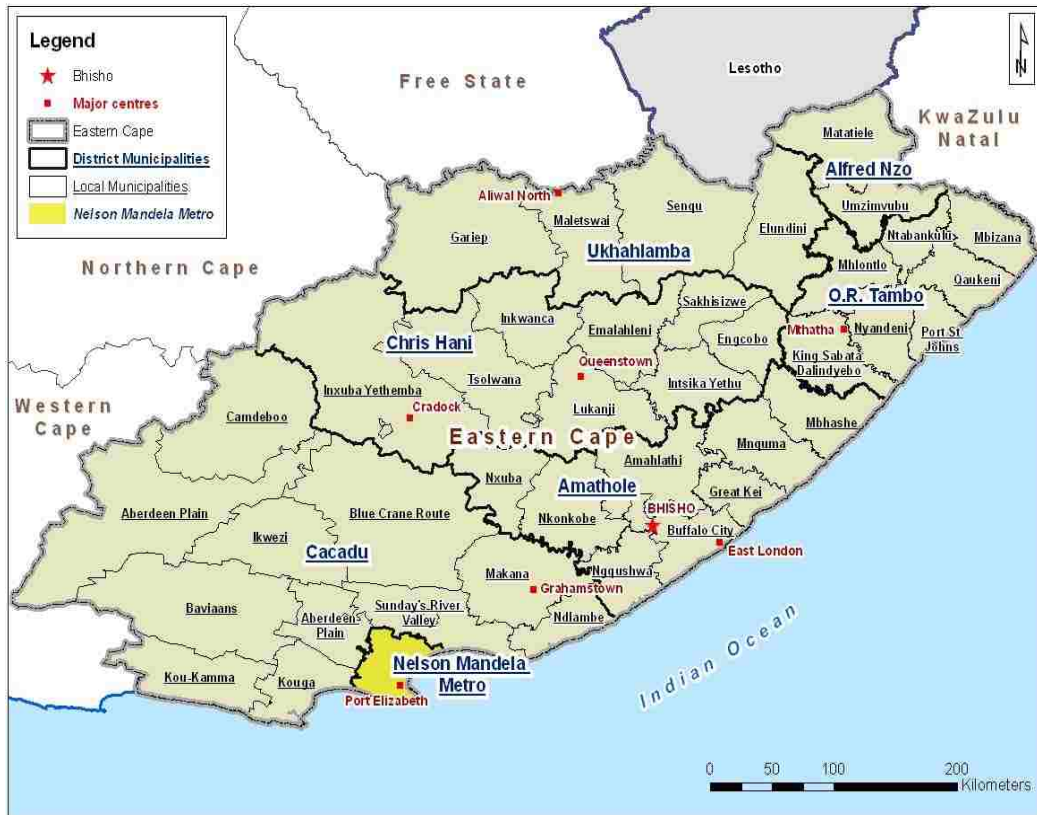 Legend
Bhisho
Major centres
Eastern Cape
District Municipalities
Local Municipalities
Nelson Mandela Metro
N
Lesotho
Free State
KwaZulu
Natal
Matatiele
Alfred Nzo
Umzimvubu
Aliwal North
Maletswai
Senqu
Gariep
Elundini
Ntabankulu
Mbizana
Ukhahlamba
Northern Cape
Mhlontlo
Qaukeni
O.R. Tambo
Sakhisizwe
Inkwanca
Emalahleni
Mthatha
Nyandeni
Port St
Johns
Chris Hani
Engcobo
Queenstown
King Sabata
Dalindyebo
Tsolwana
Intsika Yethu
Inxuba Yethemba
Cradock
Lukanji
Western
Cape
Camdeboo
Mbhashe
Eastern Cape
Mnquma
Amahlathi
Nxuba
Amathole
Great Kei
BHISHO
Aberdeen Plain
Blue Crane Route
Nkonkobe
Buffalo City
Ikwezi
East London
Cacadu
Makana
Ngqushwa
Grahamstown
Baviaans
Aberdeen
Plain
Sunday's River
Valley
Ndlambe
Nelson Mandela
Metro
Kou-Kamma
Kouga
Port Elizabeth
Indian Ocean
0 50 100 200
Kilometers